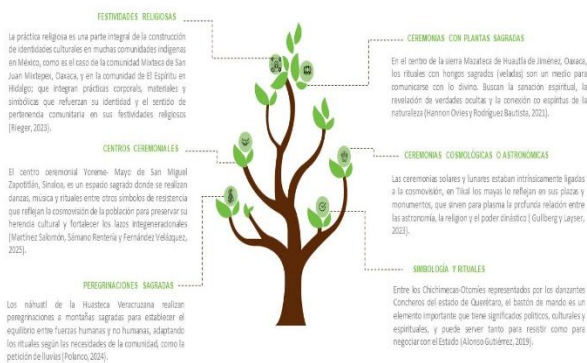 FESTIVIDADES RELIGIOSAS
La práctica religiosa es una parte integral de la construcción
de identidades culturales en muchas comunidades indígenas
en México, como es el caso de la comunidad Mixteca de San
Juan Mixtepex, Oaxaca, y en la comunidad de El Espíritu en
Hidalgo; que integran prácticas corporals, materiales y
simbólicas que refuerzan su identidad y el sentido de
pertenencia comunitaria en sus festividades religiosos
(Rieger, 2023).
CENTROS CEREMONIALES
El centro ceremonial Yoreme- Mayo de San Miguel
Zapotitlán, Sinaloa, es un espacio sagrado donde se realizan
danzas, música y rituales entre otros símbolos de resistencia
que reflejan la cosmovisión de la población para preservar su
herencia cultural y fortalecer los lazos integeneracionales
(Martínez Salomón, Sámano Rentería y Fernández Velázquez,
2025).
PEREGRINACIONES SAGRADAS
Los náhuatl de la Huasteca Veracruzana realizan
peregrinaciones a montañas sagradas para establecer el
equilibrio entre fuerzas humanas y no humanas, adaptando
los rituales según las necesidades de la comunidad, como la
petición de lluvias (Polanco, 2024).
CEREMONIAS CON PLANTAS SAGRADAS
En el centro de la sierra Mazateca de Huautla de Jiménez, Oaxaca,
los rituales con hongos sagrados (veladas) son un medio para
comunicarse con lo divino. Buscan la sanación espiritual, la
revelación de verdades ocultas y la conexión co espíritus de la
naturaleza (Hannon Ovies y Rodríguez Bautista, 2021).
CEREMONIAS COSMOLÓGICAS O ASTRONÓMICAS
Las ceremonias solares y lunares estaban intrínsicamente ligadas
a la cosmovisión, en Tikal los mayas lo reflejan en sus plazas y
monumentos, que sirven para plasma la profunda relación entre
las astronomía, la religion y el poder dinástico ( Gullberg y Layser,
2023).
SIMBOLOGÍA Y RITUALES
Entre los Chichimecas-Otomíes representados por los danzantes
Concheros del estado de Querétaro, el bastón de mando es un
elemento importante que tiene significados politicos, culturales y
espirituales, y puede server tanto para resistir como para
negociar con el Estado (Alonso Gutiérrez, 2019).